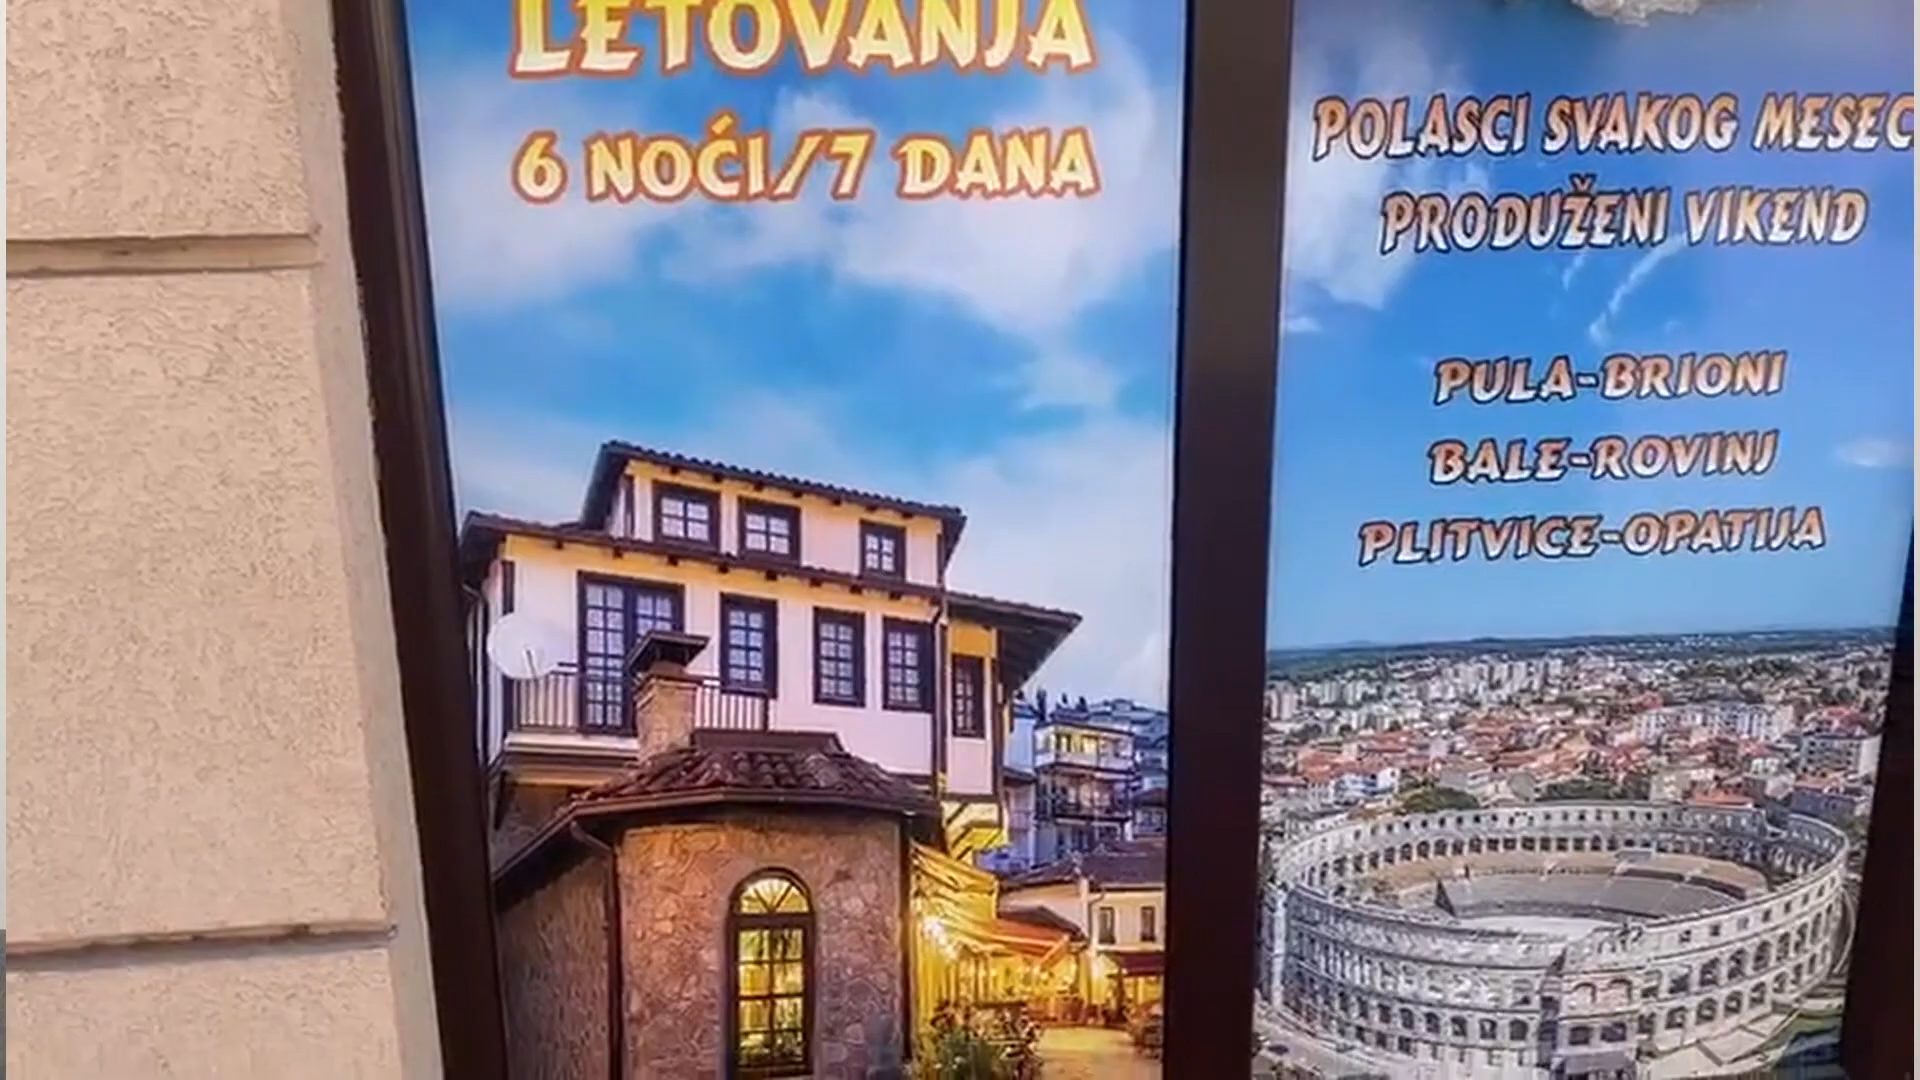 LETOVANJA
6 NOĆI/7 DANA
POLASCI SVAKOG MESEC
PRODUŽENI VIKEND
PULA-BRIONI
BALE-ROVINJ
PLITVICE-OPATIJA